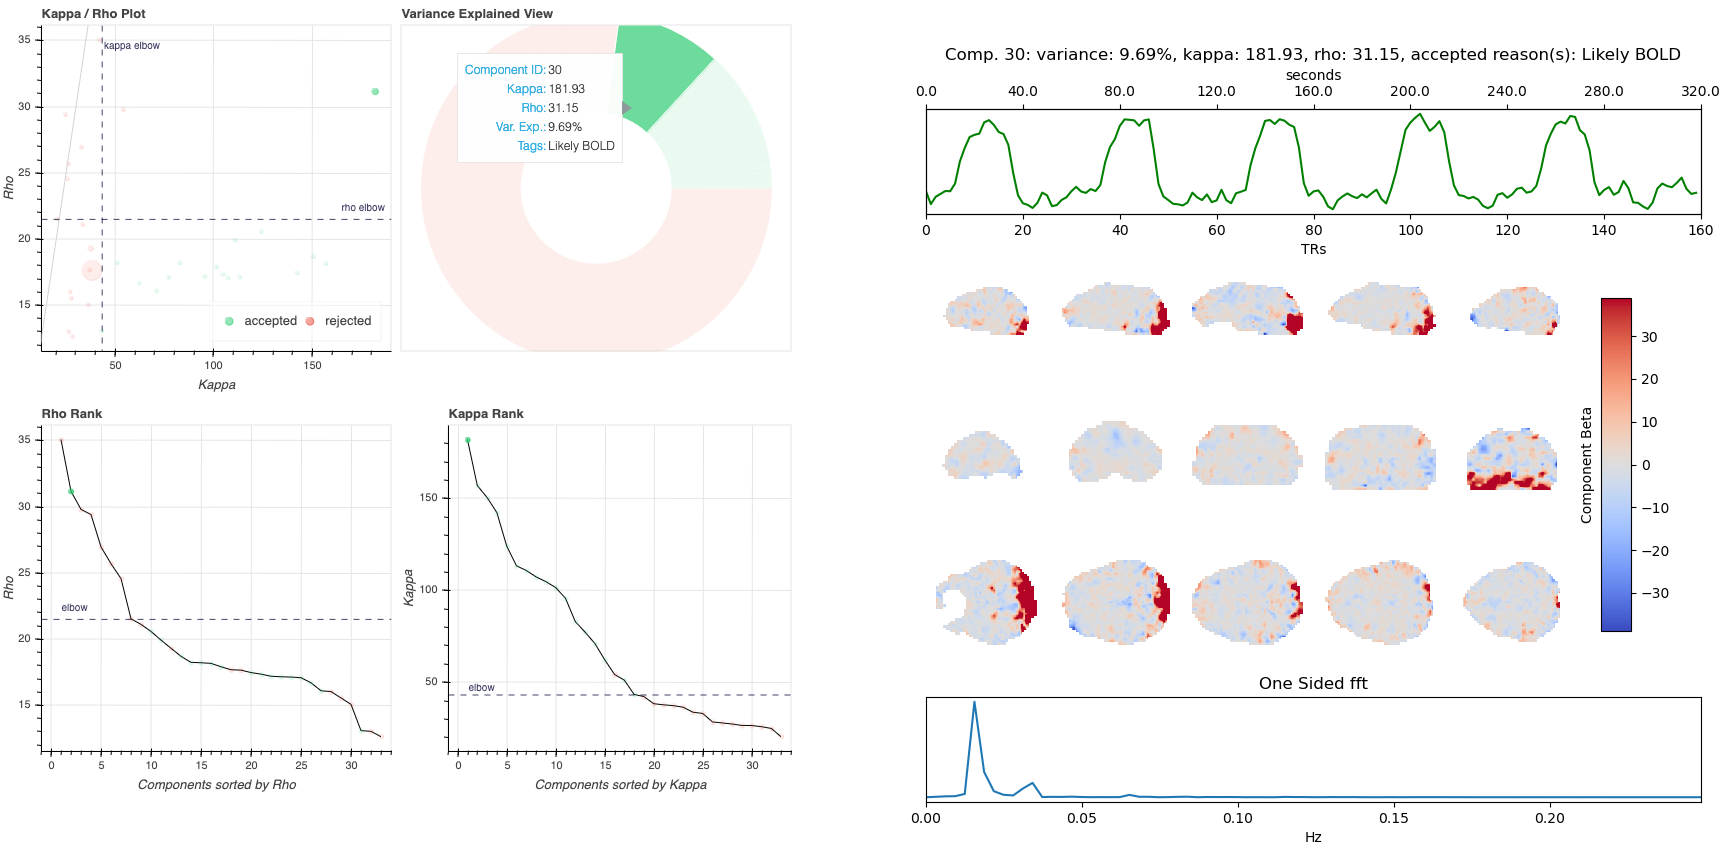 Kappa / Rho Plot
35
30
25
20
15
Rho
kappa elbow
rho elbow
accepted
rejected
50
100
150
Kappa
Variance Explained View
Component ID: 30
Kappa: 181.93
Rho: 31.15
Var. Exp.: 9.69%
Tags: Likely BOLD
Rho Rank
35
30
25
20
15
Rho
elbow
0 5 10 15 20 25 30
Components sorted by Rho
Kappa Rank
150
100
50
Kappa
elbow
0 5 10 15 20 25 30
Components sorted by Kappa
Comp. 30: variance: 9.69%, kappa: 181.93, rho: 31.15, accepted reason(s): Likely BOLD
seconds
0.0 40.0 80.0 120.0 160.0 200.0 240.0 280.0 320.0
0 20 40 60 80 100 120 140 160
TRs
30
20
10
0
−10
−20
−30
Component Beta
One Sided fft
0.00 0.05 0.10 0.15 0.20
Hz